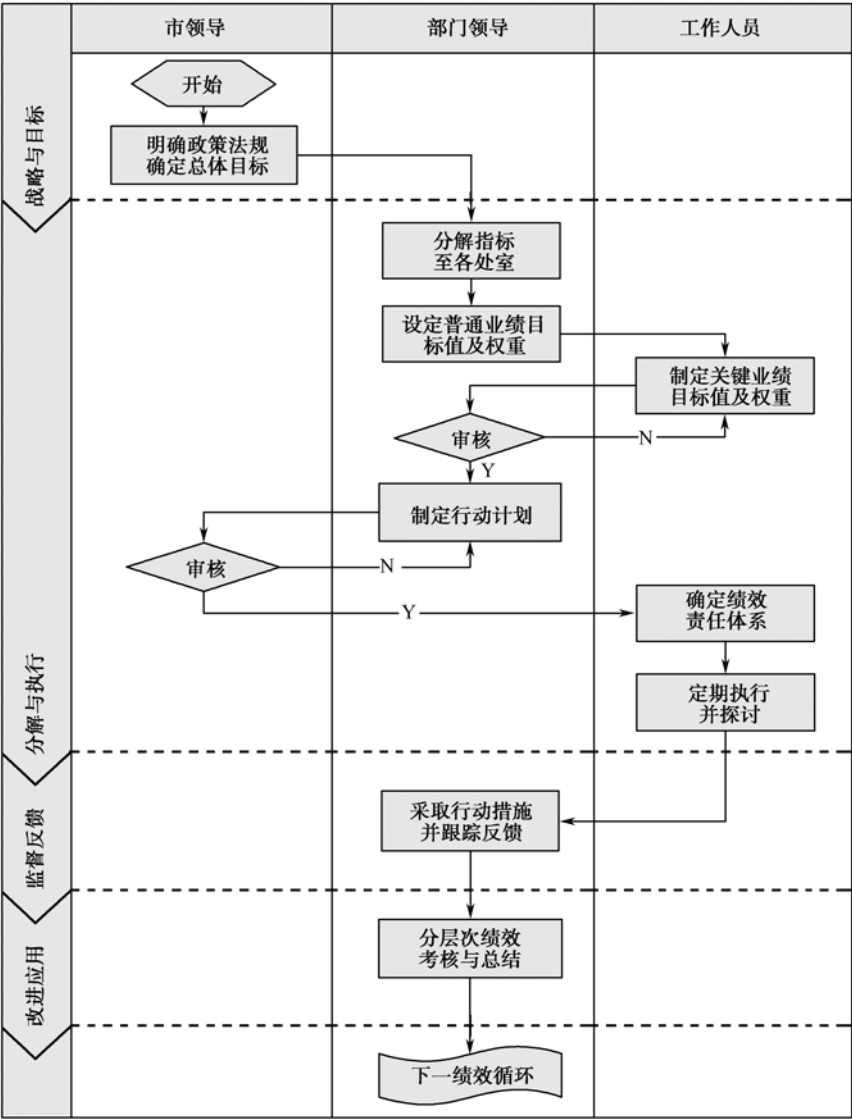 市领导
部门领导
工作人员
战略与目标
开始
明确政策法规
确定总体目标
分解与执行
分解指标
至各处室
设定普通业绩目
标值及权重
制定关键业绩
目标值及权重
审核
N
Y
制定行动计划
审核
N
Y
确定绩效
责任体系
定期执行
并探讨
监督反馈
采取行动措施
并跟踪反馈
改进应用
分层次绩效
考核与总结
下一绩效循环